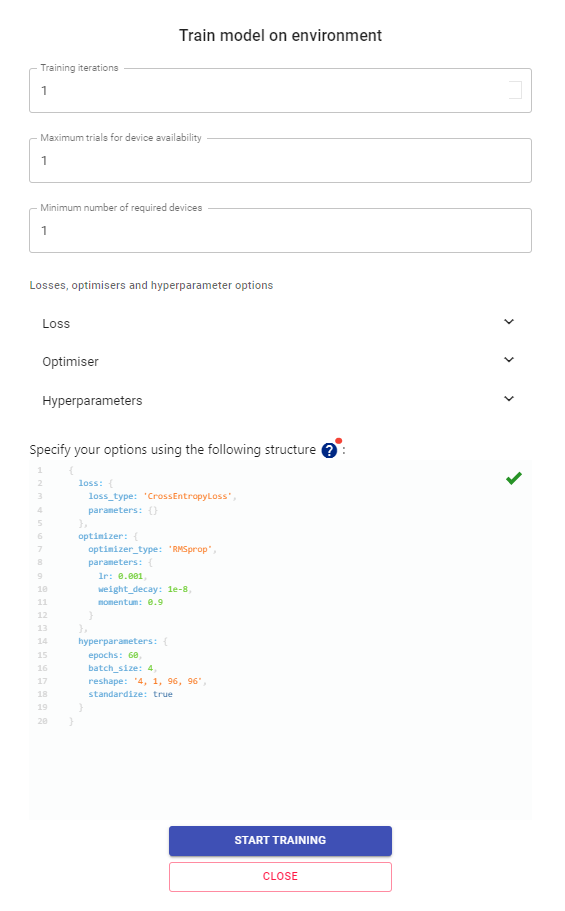 Train model on environment
Training iterations
1
Maximum trials for device availability
1
Minimum number of required devices
1
Losses, optimisers and hyperparameter options
Loss
Optimiser
Hyperparameters
Specify your options using the following structure ? :
1 {
2 loss: {
3 loss_type: 'CrossEntropyLoss',
4 parameters: {}
5 },
6 optimizer: {
7 optimizer_type: 'RMSprop',
8 parameters: {
9 lr: 0.001,
10 weight_decay: 1e-8,
11 momentum: 0.9
12 }
13 },
14 hyperparameters: {
15 epochs: 60,
16 batch_size: 4,
17 reshape: '4, 1, 96, 96',
18 standardize: true
19 }
20 }
START TRAINING
CLOSE